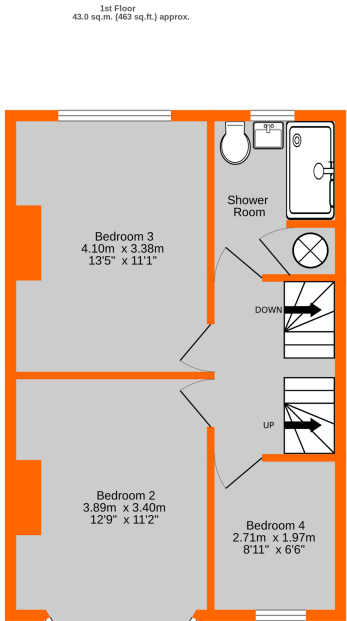 1st Floor
43.0 sq.m. (463 sq.ft.) approx.
Shower
Room
Bedroom 3
4.10m x 3.38m
13'5" x 11'1"
DOWN
UP
Bedroom 2
3.89m x 3.40m
12'9" x 11'2"
Bedroom 4
2.71m x 1.97m
8'11" x 6'6"